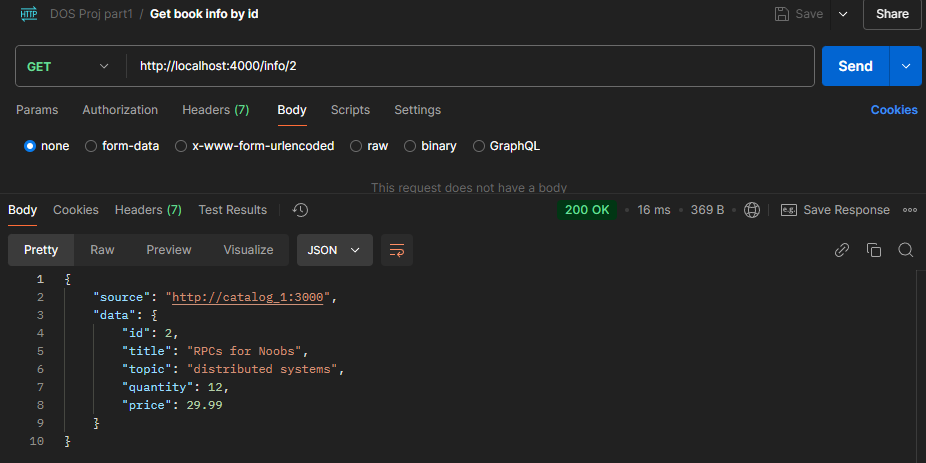 HTTP DOS Proj part1 / Get book info by id Save Share
GET http://localhost:4000/info/2 Send
Params Authorization Headers (7) Body Scripts Settings Cookies
none form-data x-www-form-urlencoded raw binary GraphQL
This request does not have a body
Body Cookies Headers (7) Test Results 200 OK • 16 ms • 369 B • e.g. Save Response
Pretty Raw Preview Visualize JSON
1 {
2 "source": "http://catalog_1:3000",
3 "data": {
4 "id": 2,
5 "title": "RPCs for Noobs",
6 "topic": "distributed systems",
7 "quantity": 12,
8 "price": 29.99
9 }
10 }